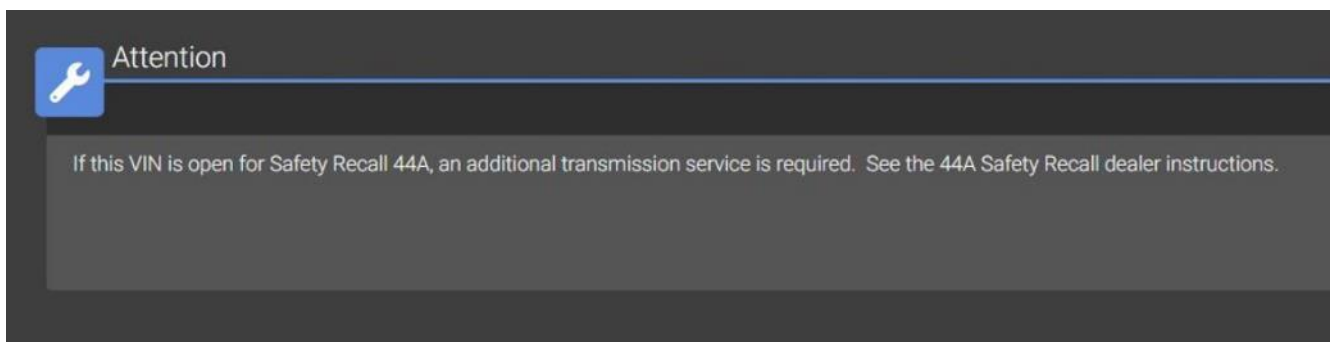 Attention
If this VIN is open for Safety Recall 44A, an additional transmission service is required.  See the 44A Safety Recall dealer instructions.